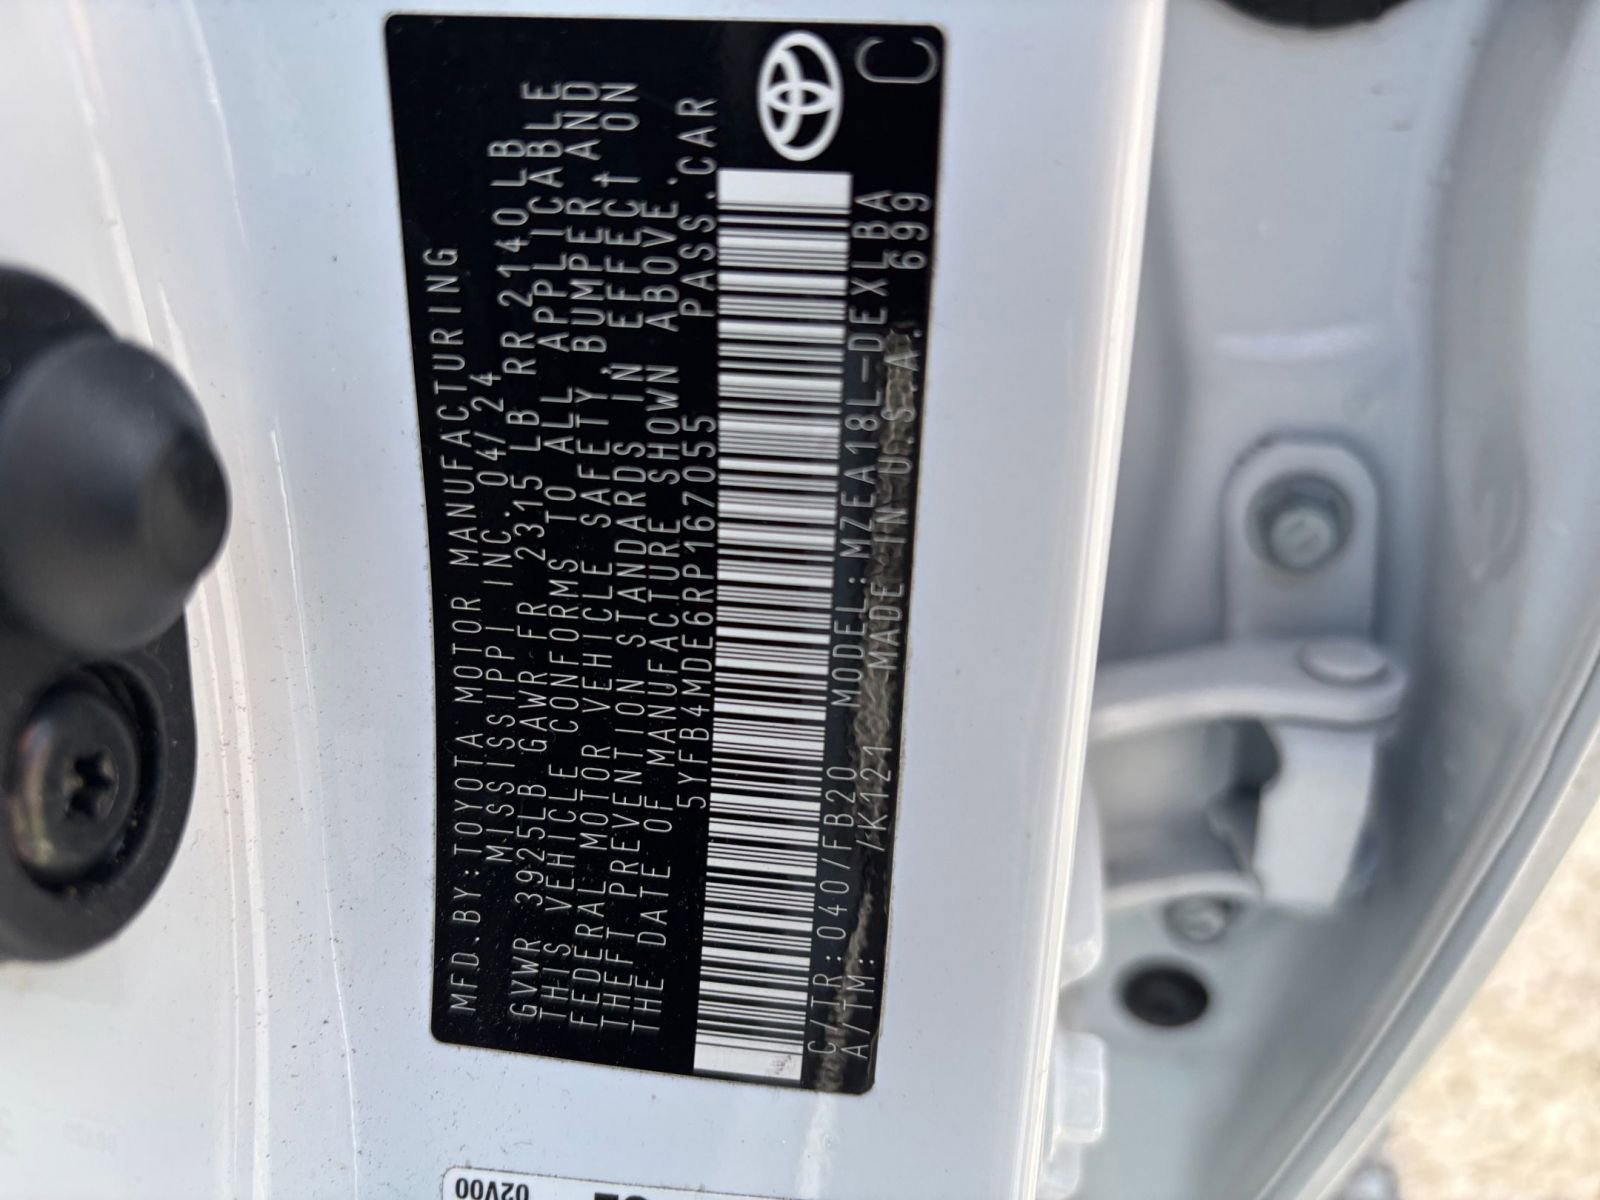 MFD.BY:TOYOTA MOTOR MANUFACTURING
MISSISSIPPI INC. 04/24
GVWR 3925LB GAWR FR 2315 LB RR 2140 LB
THIS VEHICLE CONFORMS TO ALL APPLICABLE
FEDERAL MOTOR VEHICLE SAFETY, BUMPER AND
THEFT PREVENTION STANDARDS IN EFFECT ON
THE DATE OF MANUFACTURE SHOWN ABOVE.
5YFB4MDE6RP167055 PASS.CAR
C/TR:040/FB20 MODEL:MZEA18L-DEXLBA
A/TM: /K121 MADE IN U.S.A. 699
C
02V00